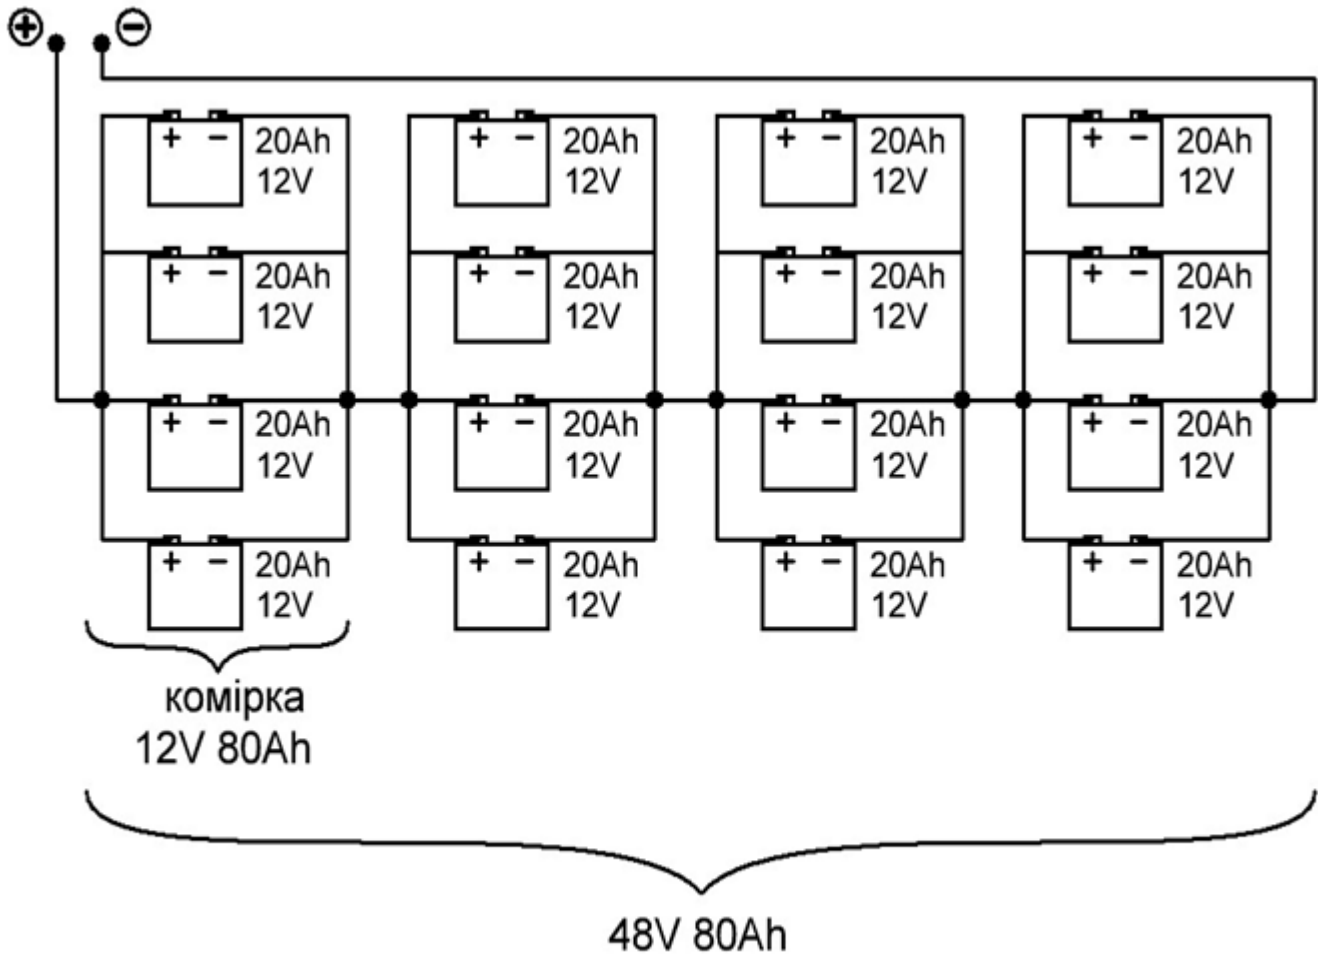 ⊕ ⊖
+ − 20Ah + − 20Ah + − 20Ah + − 20Ah
12V 12V 12V 12V
+ − 20Ah + − 20Ah + − 20Ah + − 20Ah
12V 12V 12V 12V
+ − 20Ah + − 20Ah + − 20Ah + − 20Ah
12V 12V 12V 12V
+ − 20Ah + − 20Ah + − 20Ah + − 20Ah
12V 12V 12V 12V
комірка
12V 80Ah
48V 80Ah